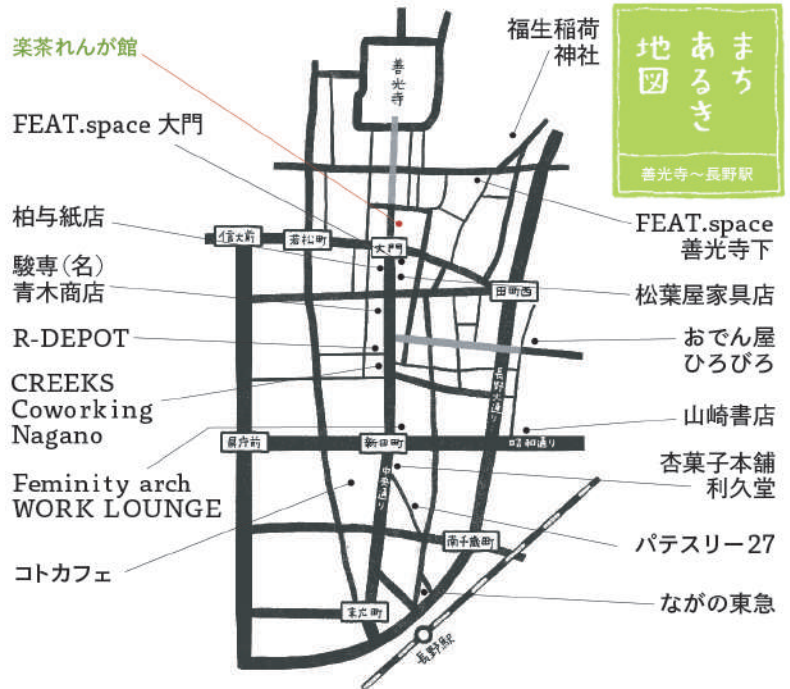 まち
あるき
地図
善光寺〜長野駅
楽茶れんが館
FEAT.space 大門
柏与紙店
駿専(名)
青木商店
R-DEPOT
CREEKS
Coworking
Nagano
Feminity arch
WORK LOUNGE
コトカフェ
福生稲荷
神社
FEAT.space
善光寺下
松葉屋家具店
おでん屋
ひろびろ
山崎書店
杏菓子本舗
利久堂
パテスリー27
ながの東急
善光寺
信大前
若松町
大門
田町西
長野大通り
県庁前
新田町
昭和通り
中央通り
南千歳町
末広町
長野駅